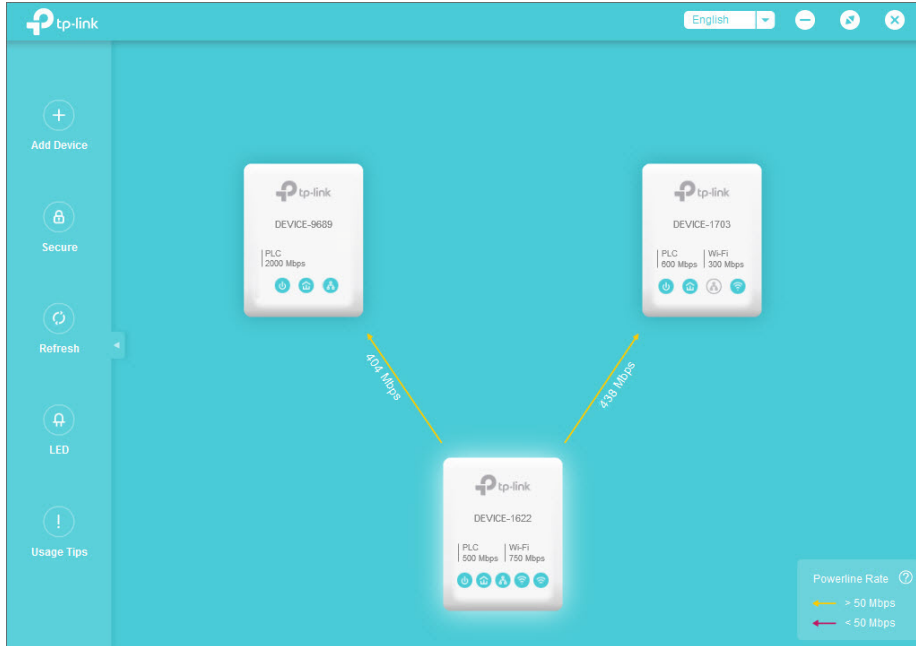 tp-link
English
Add Device
Secure
Refresh
LED
Usage Tips
tp-link
DEVICE-9689
PLC
2000 Mbps
tp-link
DEVICE-1703
PLC Wi-Fi
600 Mbps 300 Mbps
404 Mbps
438 Mbps
tp-link
DEVICE-1622
PLC Wi-Fi
500 Mbps 750 Mbps
Powerline Rate ?
> 50 Mbps
< 50 Mbps